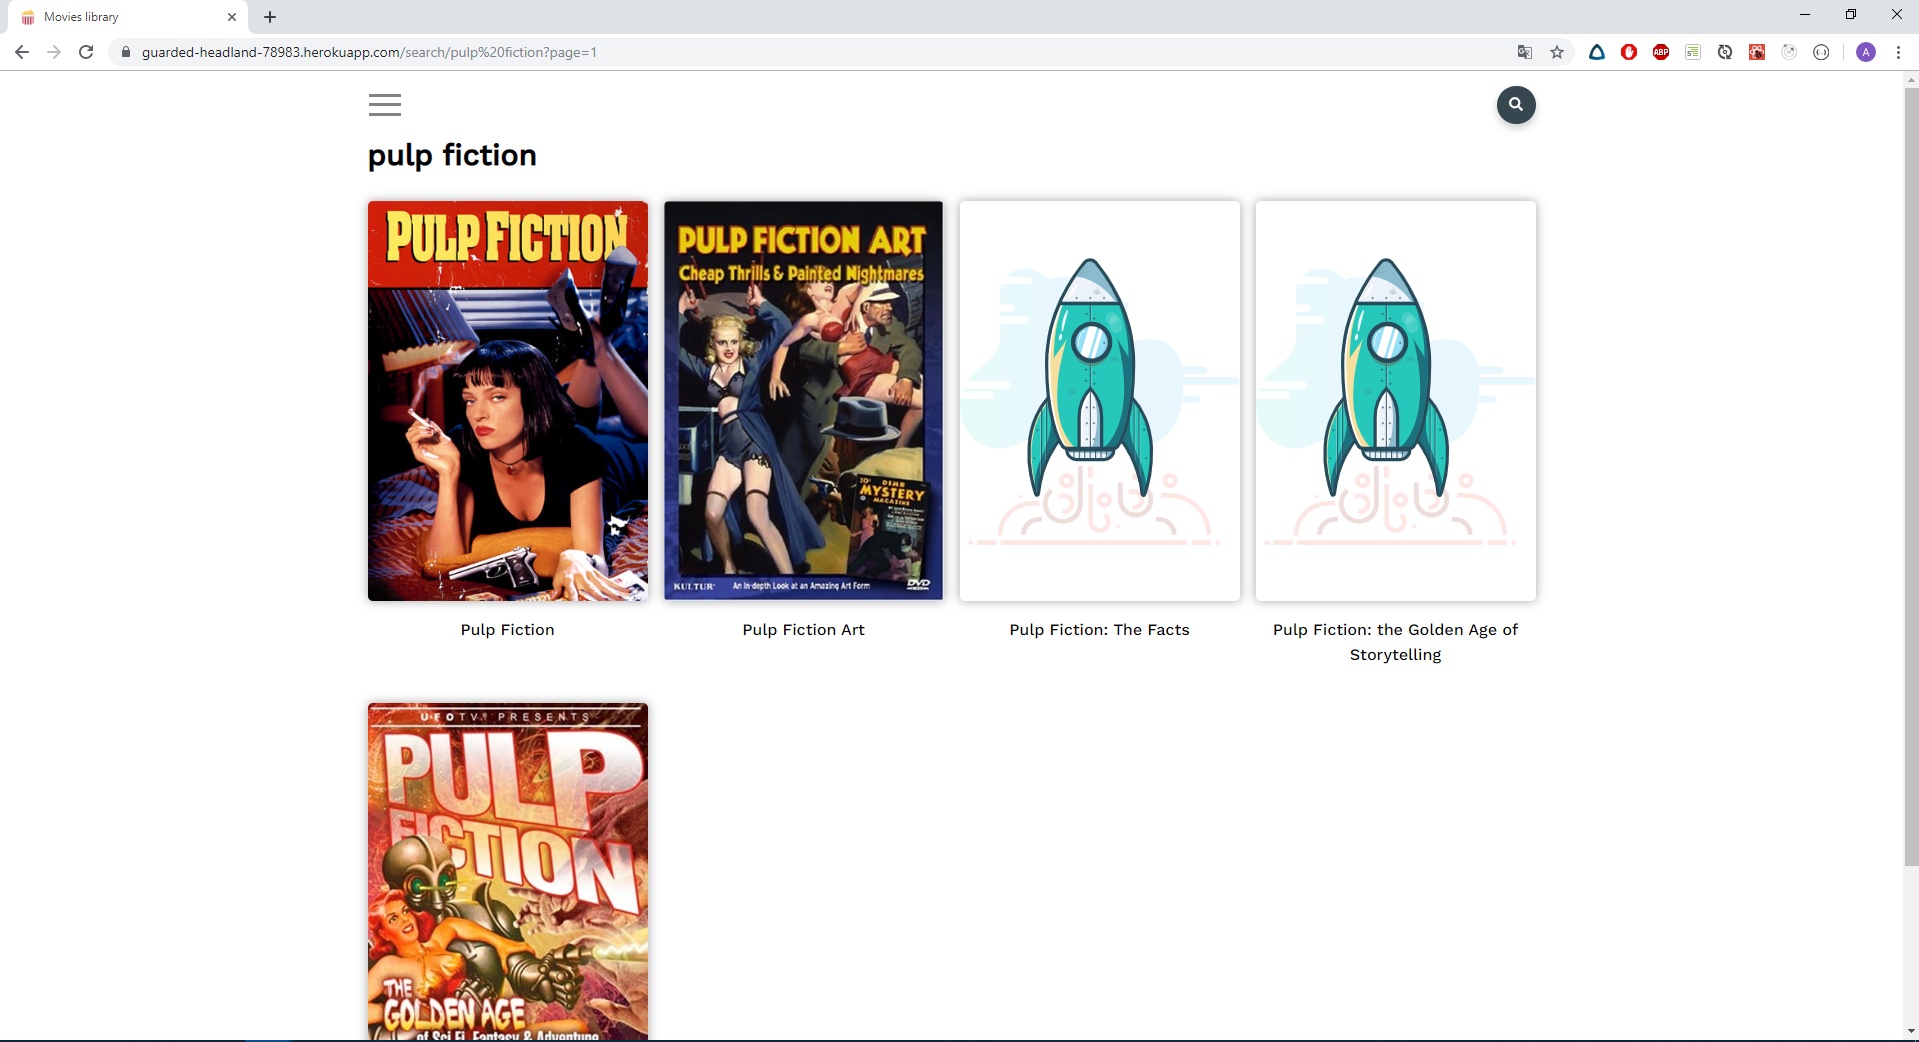 Movies library
guarded-headland-78983.herokuapp.com/search/pulp%20fiction?page=1
ABP
A
pulp fiction
PULP FICTION
PULP FICTION ART
Cheap Thrills & Painted Nightmares
10¢ DIME
MYSTERY
MAGAZINE
KULTUR
An In-depth Look at an Amazing Art Form
DVD
Pulp Fiction
Pulp Fiction Art
Pulp Fiction: The Facts
Pulp Fiction: the Golden Age of
Storytelling
UFOTV® PRESENTS
PULP
FICTION
THE
GOLDEN AGE
of Sci Fi, Fantasy & Adventure